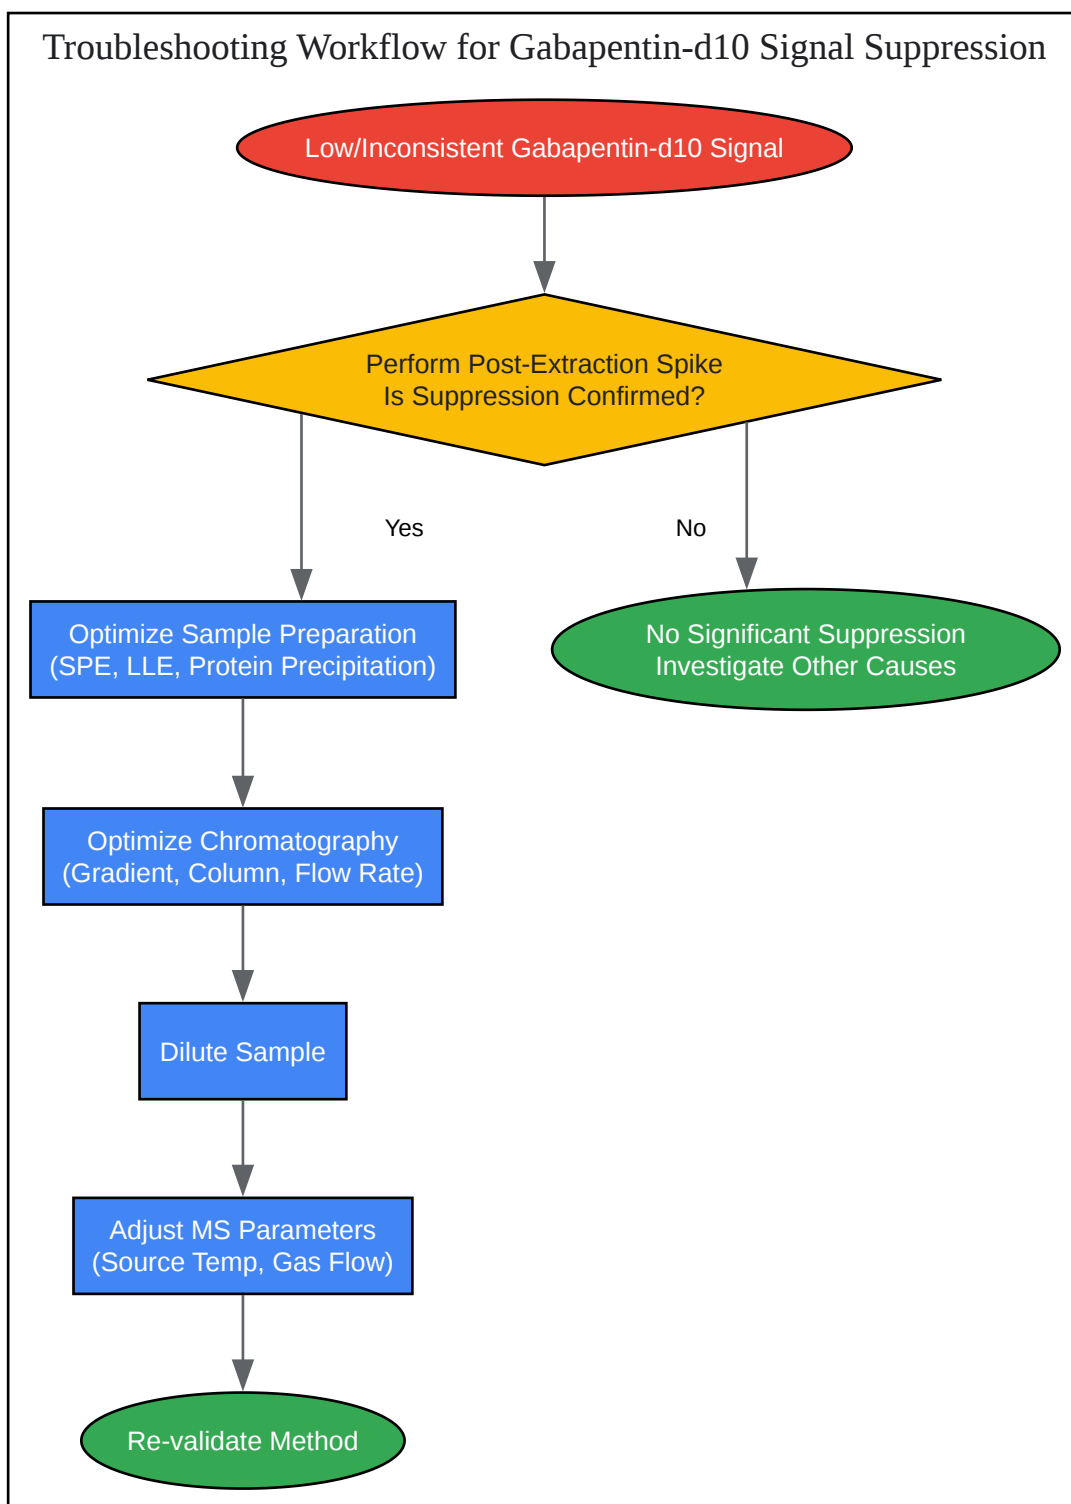 Troubleshooting Workflow for Gabapentin-d10 Signal Suppression
Low/Inconsistent Gabapentin-d10 Signal
Perform Post-Extraction Spike
Is Suppression Confirmed?
Yes
No
Optimize Sample Preparation
(SPE, LLE, Protein Precipitation)
No Significant Suppression
Investigate Other Causes
Optimize Chromatography
(Gradient, Column, Flow Rate)
Dilute Sample
Adjust MS Parameters
(Source Temp, Gas Flow)
Re-validate Method